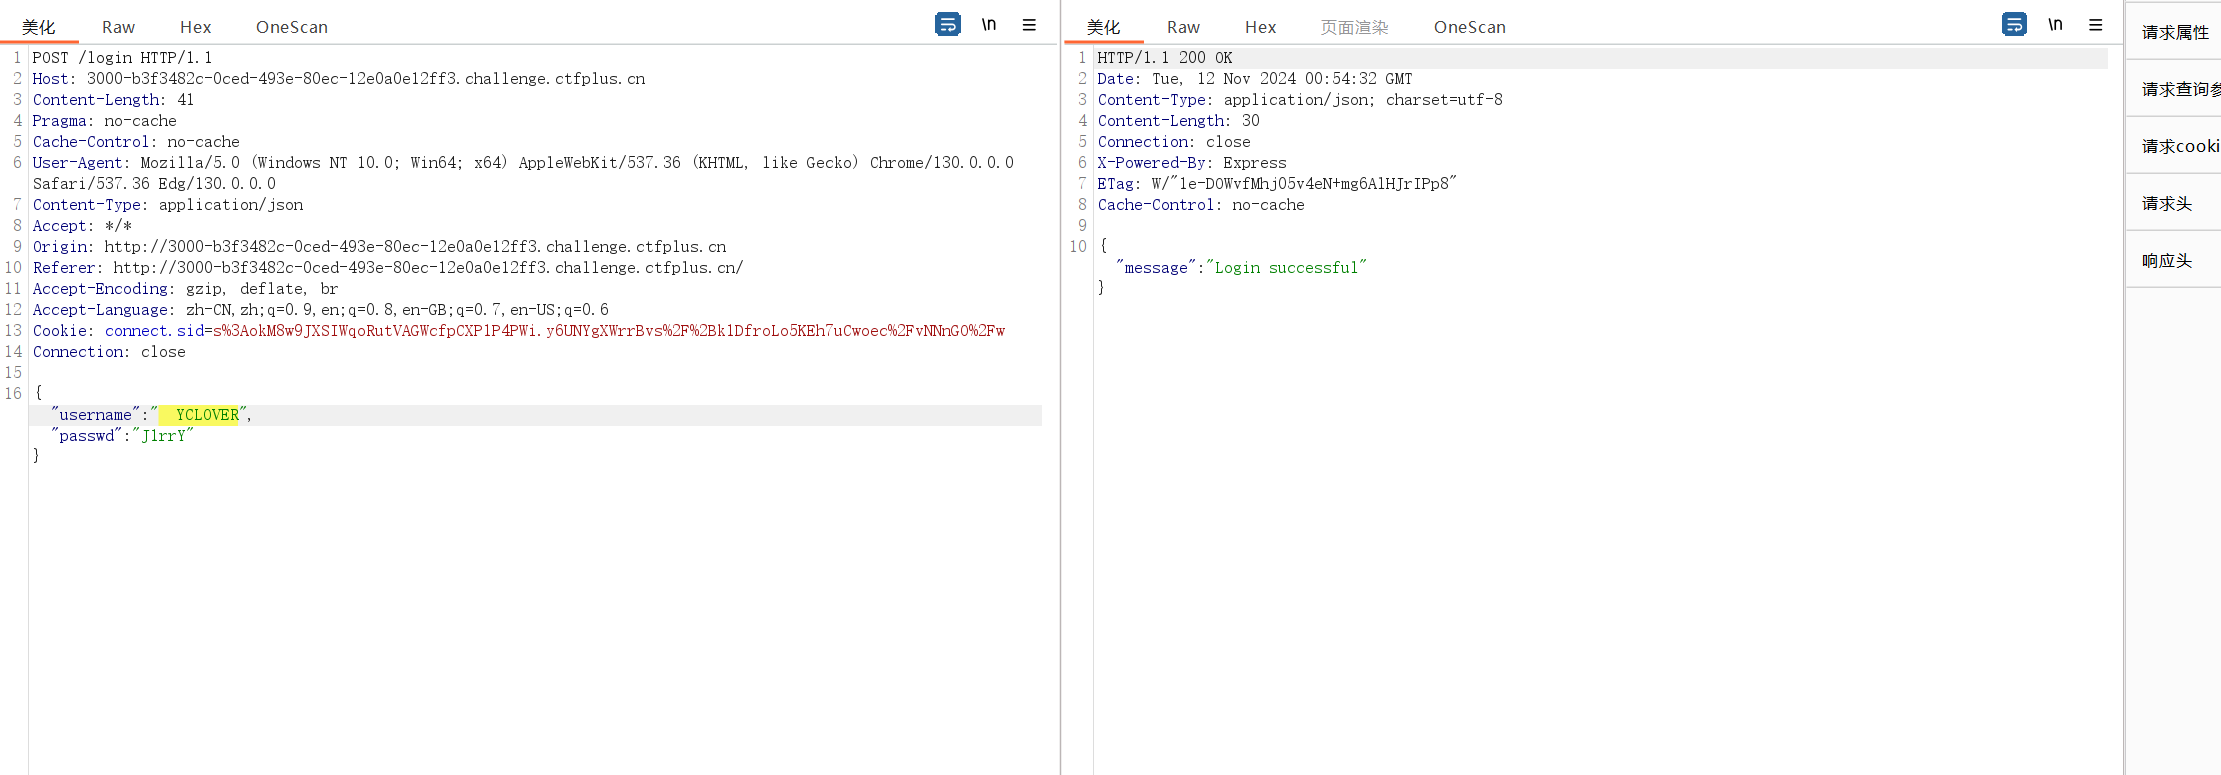 美化 Raw Hex OneScan \n
1 POST /login HTTP/1.1
2 Host: 3000-b3f3482c-0ced-493e-80ec-12e0a0e12ff3.challenge.ctfplus.cn
3 Content-Length: 41
4 Pragma: no-cache
5 Cache-Control: no-cache
6 User-Agent: Mozilla/5.0 (Windows NT 10.0; Win64; x64) AppleWebKit/537.36 (KHTML, like Gecko) Chrome/130.0.0.0
Safari/537.36 Edg/130.0.0.0
7 Content-Type: application/json
8 Accept: */*
9 Origin: http://3000-b3f3482c-0ced-493e-80ec-12e0a0e12ff3.challenge.ctfplus.cn
10 Referer: http://3000-b3f3482c-0ced-493e-80ec-12e0a0e12ff3.challenge.ctfplus.cn/
11 Accept-Encoding: gzip, deflate, br
12 Accept-Language: zh-CN,zh;q=0.9,en;q=0.8,en-GB;q=0.7,en-US;q=0.6
13 Cookie: connect.sid=s%3AokM8w9JXSIWqoRutVAGWcfpCXP1P4PWi.y6UNYgXWrrBvs%2F%2Bk1DfroLo5KEh7uCwoec%2FvNNnGO%2Fw
14 Connection: close
15
16 {
"username":"  YCLOVER",
"passwd":"J1rrY"
}
美化 Raw Hex 页面渲染 OneScan \n
1 HTTP/1.1 200 OK
2 Date: Tue, 12 Nov 2024 00:54:32 GMT
3 Content-Type: application/json; charset=utf-8
4 Content-Length: 30
5 Connection: close
6 X-Powered-By: Express
7 ETag: W/"1e-D0WvfMhj05v4eN+mg6AlHJrIPp8"
8 Cache-Control: no-cache
9
10 {
"message":"Login successful"
}
请求属性
请求查询参
请求cooki
请求头
响应头